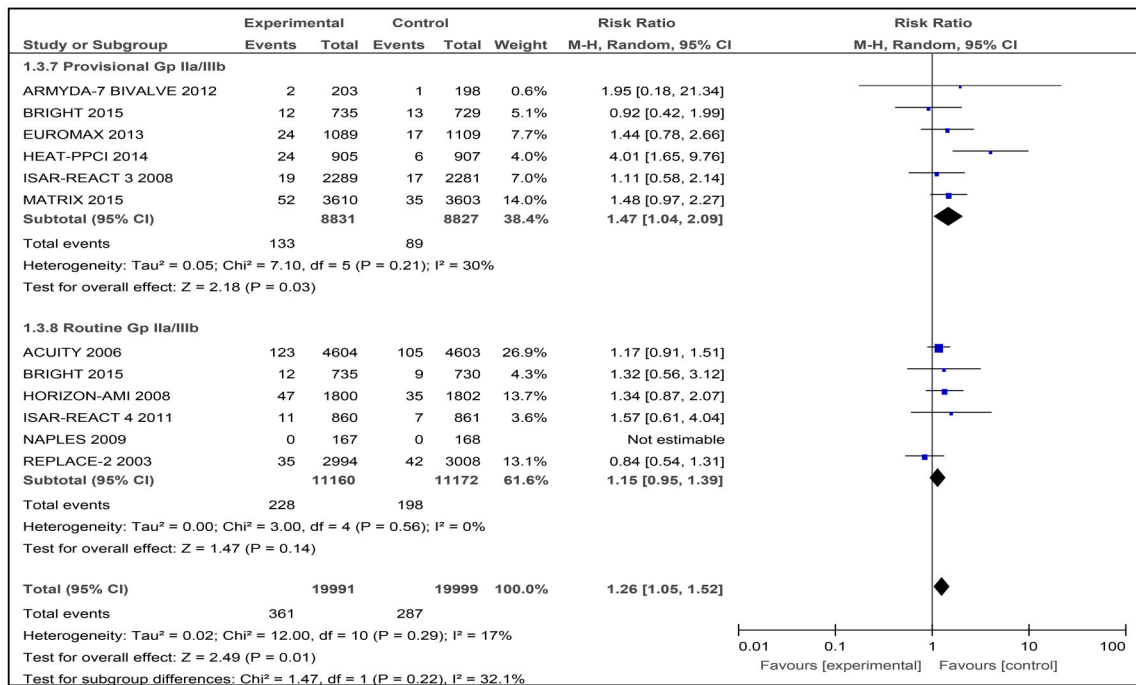 Experimental Control Risk Ratio Risk Ratio
Study or Subgroup Events Total Events Total Weight M-H, Random, 95% CI M-H, Random, 95% CI
1.3.7 Provisional Gp IIa/IIIb
ARMYDA-7 BIVALVE 2012 2 203 1 198 0.6% 1.95 [0.18, 21.34]
BRIGHT 2015 12 735 13 729 5.1% 0.92 [0.42, 1.99]
EUROMAX 2013 24 1089 17 1109 7.7% 1.44 [0.78, 2.66]
HEAT-PPCI 2014 24 905 6 907 4.0% 4.01 [1.65, 9.76]
ISAR-REACT 3 2008 19 2289 17 2281 7.0% 1.11 [0.58, 2.14]
MATRIX 2015 52 3610 35 3603 14.0% 1.48 [0.97, 2.27]
Subtotal (95% CI) 8831 8827 38.4% 1.47 [1.04, 2.09]
Total events 133 89
Heterogeneity: Tau² = 0.05; Chi² = 7.10, df = 5 (P = 0.21); I² = 30%
Test for overall effect: Z = 2.18 (P = 0.03)
1.3.8 Routine Gp IIa/IIIb
ACUITY 2006 123 4604 105 4603 26.9% 1.17 [0.91, 1.51]
BRIGHT 2015 12 735 9 730 4.3% 1.32 [0.56, 3.12]
HORIZON-AMI 2008 47 1800 35 1802 13.7% 1.34 [0.87, 2.07]
ISAR-REACT 4 2011 11 860 7 861 3.6% 1.57 [0.61, 4.04]
NAPLES 2009 0 167 0 168 Not estimable
REPLACE-2 2003 35 2994 42 3008 13.1% 0.84 [0.54, 1.31]
Subtotal (95% CI) 11160 11172 61.6% 1.15 [0.95, 1.39]
Total events 228 198
Heterogeneity: Tau² = 0.00; Chi² = 3.00, df = 4 (P = 0.56); I² = 0%
Test for overall effect: Z = 1.47 (P = 0.14)
Total (95% CI) 19991 19999 100.0% 1.26 [1.05, 1.52]
Total events 361 287
Heterogeneity: Tau² = 0.02; Chi² = 12.00, df = 10 (P = 0.29); I² = 17%
Test for overall effect: Z = 2.49 (P = 0.01)
Test for subgroup differences: Chi² = 1.47, df = 1 (P = 0.22), I² = 32.1%
0.01 0.1 1 10 100
Favours [experimental] Favours [control]